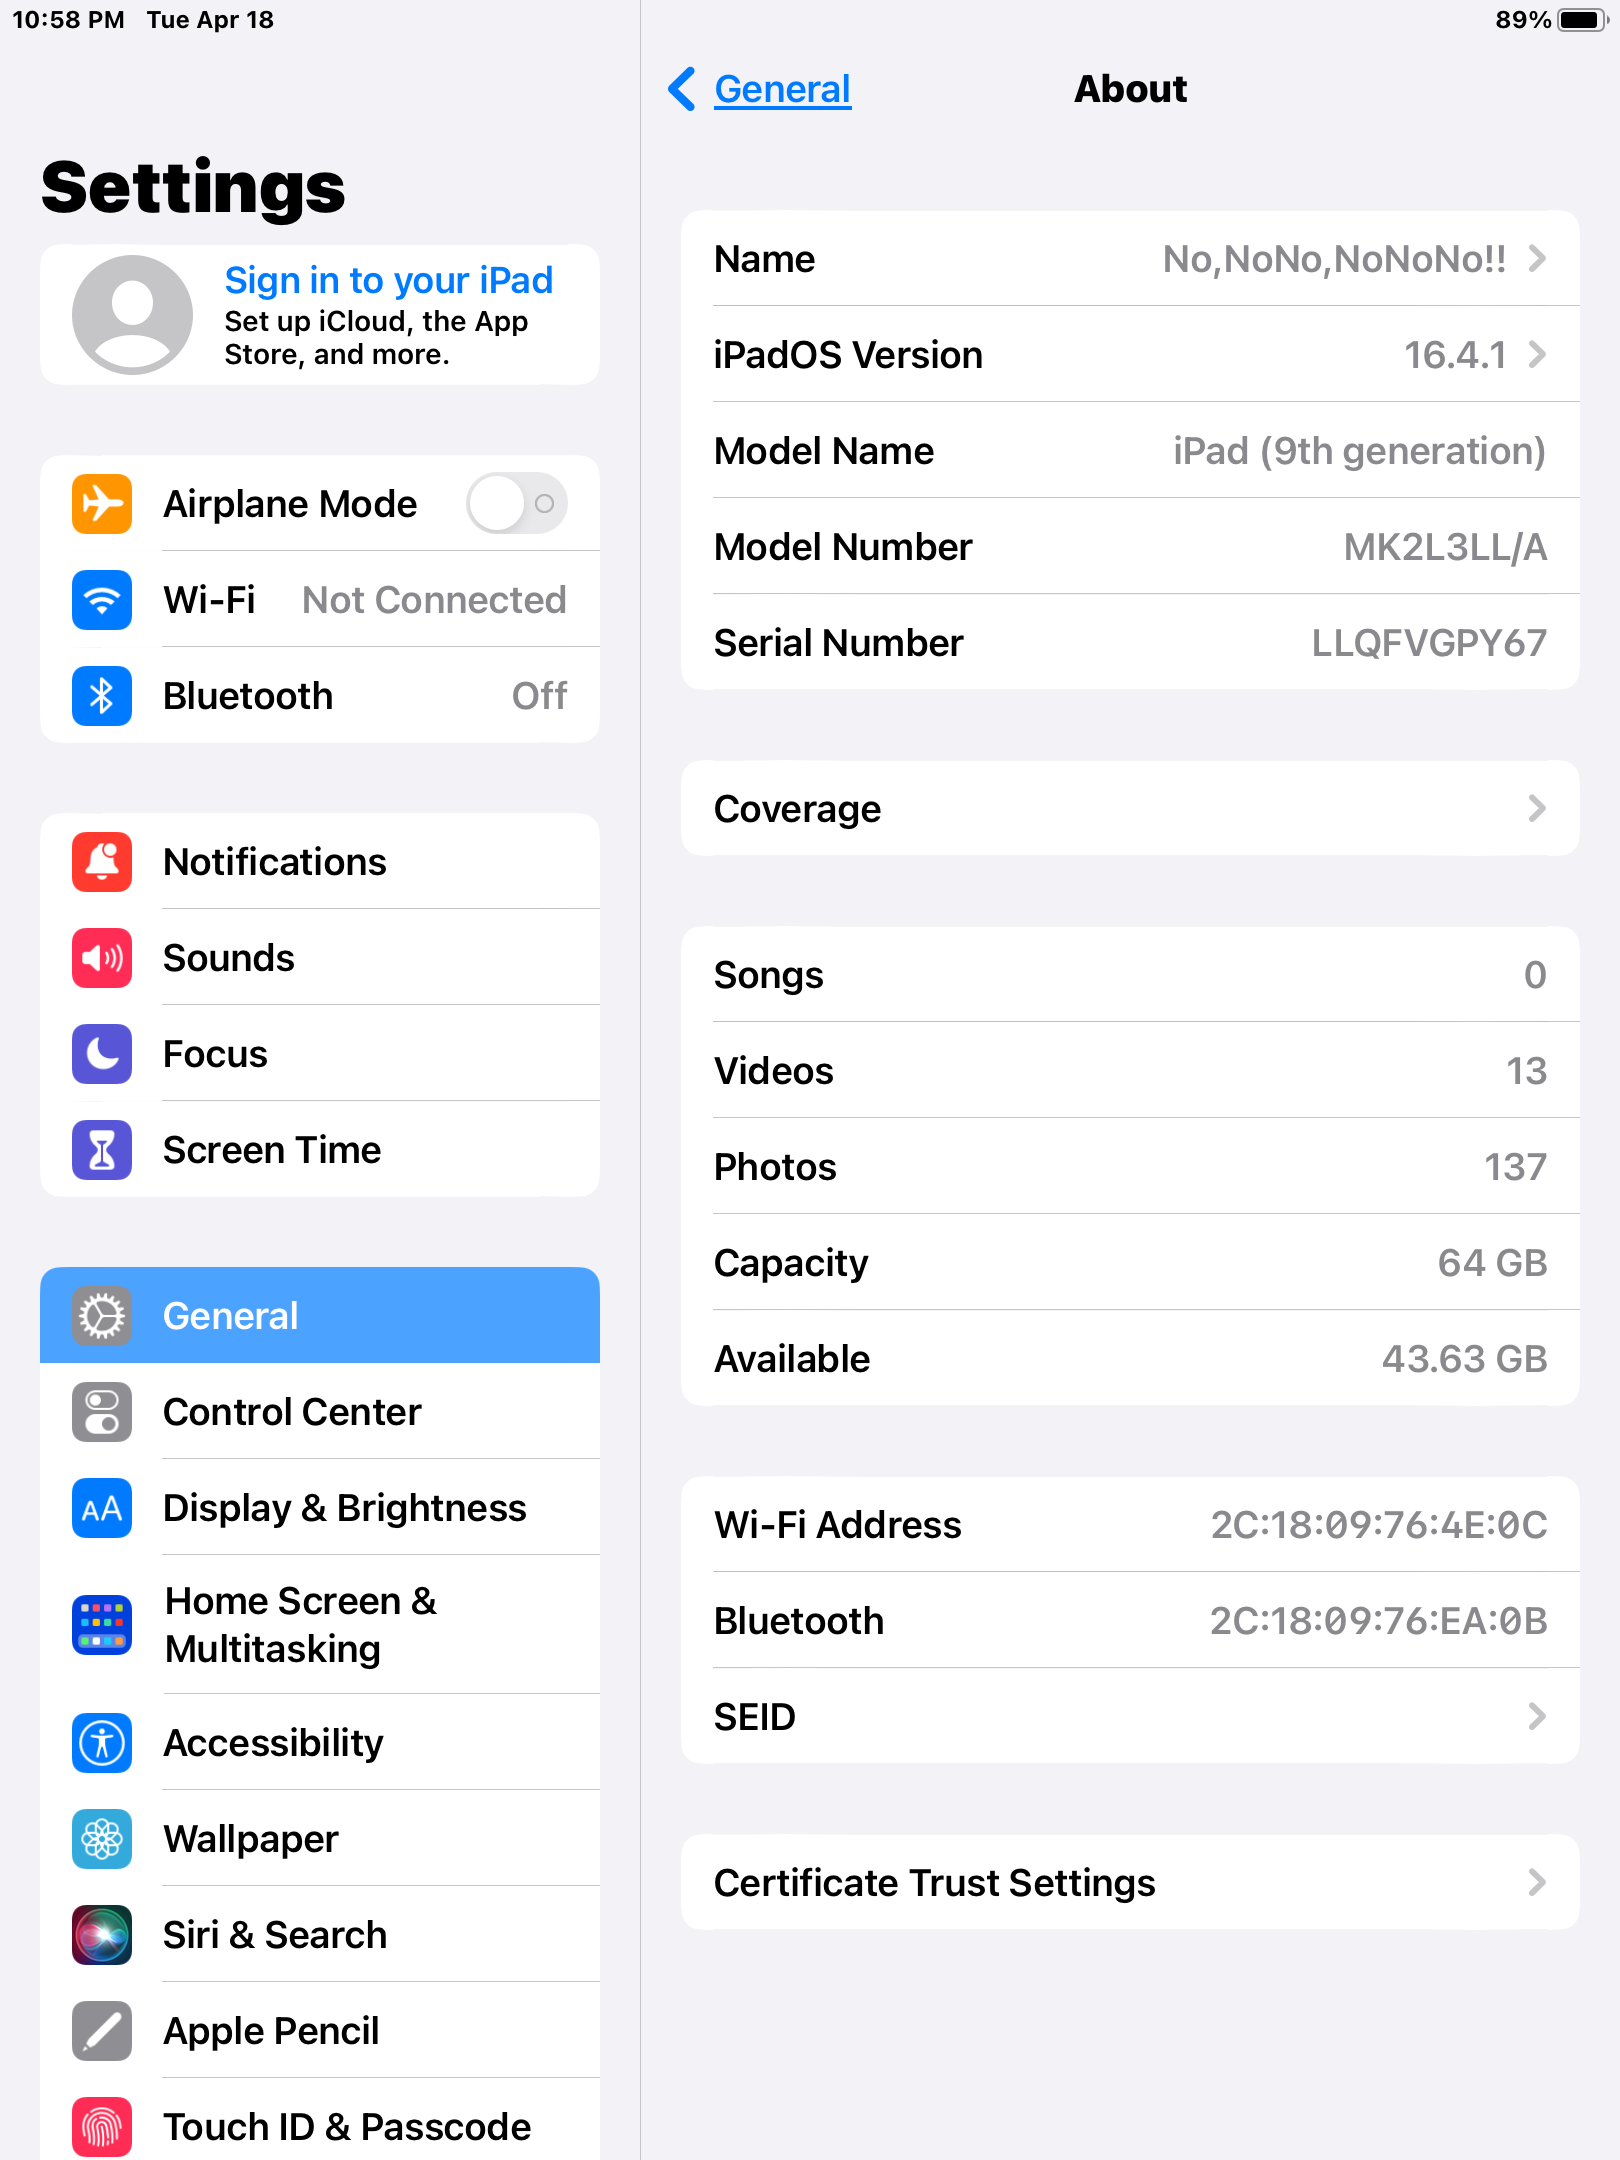 10:58 PM Tue Apr 18
89%
Settings
Sign in to your iPad
Set up iCloud, the App
Store, and more.
Airplane Mode
Wi-Fi Not Connected
Bluetooth Off
Notifications
Sounds
Focus
Screen Time
General
Control Center
AA Display & Brightness
Home Screen &
Multitasking
Accessibility
Wallpaper
Siri & Search
Apple Pencil
Touch ID & Passcode
General
About
Name No,NoNo,NoNoNo!!
iPadOS Version 16.4.1
Model Name iPad (9th generation)
Model Number MK2L3LL/A
Serial Number LLQFVGPY67
Coverage
Songs 0
Videos 13
Photos 137
Capacity 64 GB
Available 43.63 GB
Wi-Fi Address 2C:18:09:76:4E:0C
Bluetooth 2C:18:09:76:EA:0B
SEID
Certificate Trust Settings